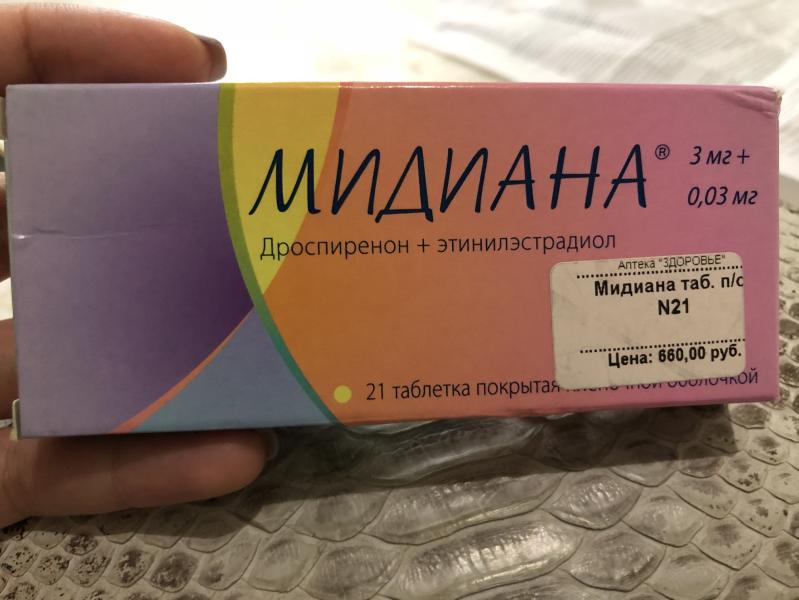 МИДИАНА® 3 мг +
0,03 мг
Дроспиренон + этинилэстрадиол
Аптека "ЗДОРОВЬЕ"
Мидиана таб. п/о
N21
Цена: 660,00 руб.
21 таблетка покрытая оболочкой